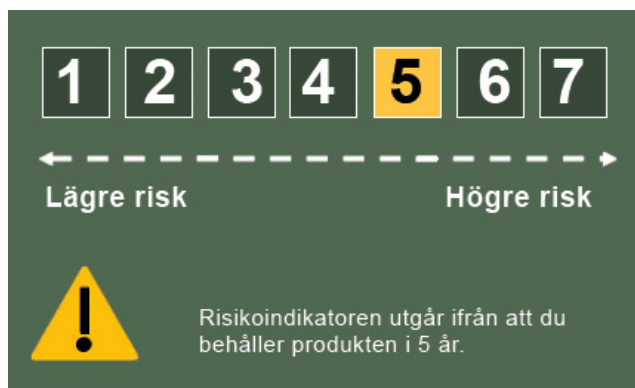 1 2 3 4 5 6 7
Lägre risk Högre risk
Risikoindikatoren utgår ifrån att du
behåller produkten i 5 år.